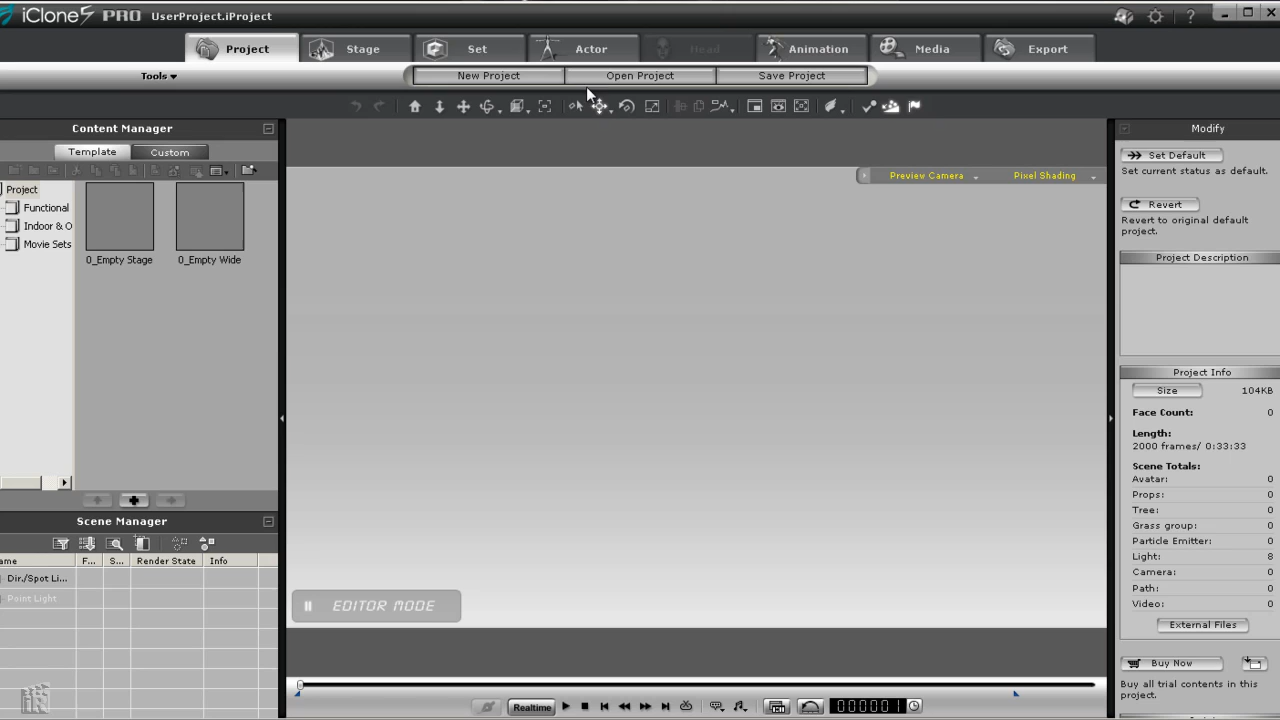 iClone5 PRO UserProject.iProject
Project Stage Set Actor Head Animation Media Export
Tools New Project Open Project Save Project
Content Manager
Template Custom
Project
Functional
Indoor & O
Movie Sets
0_Empty Stage 0_Empty Wide
Preview Camera Pixel Shading
EDITOR MODE
Scene Manager
ame F... S... Render State Info
Dir./Spot Li...
Point Light
Realtime 000001
Modify
Set Default
Set current status as default.
Revert
Revert to original default
project.
Project Description
Project Info
Size 104KB
Face Count: 0
Length:
2000 frames/ 0:33:33
Scene Totals:
Avatar: 0
Props: 0
Tree: 0
Grass group: 0
Particle Emitter: 0
Light: 8
Camera: 0
Path: 0
Video: 0
External Files
Buy Now
Buy all trial contents in this
project.